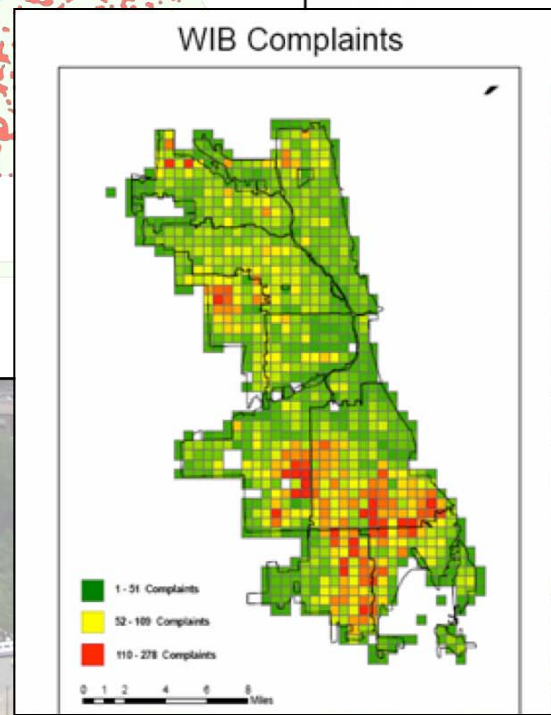 WIB Complaints
1 - 51 Complaints
52 - 109 Complaints
110 - 278 Complaints
0 1 2 4 6 8
Miles